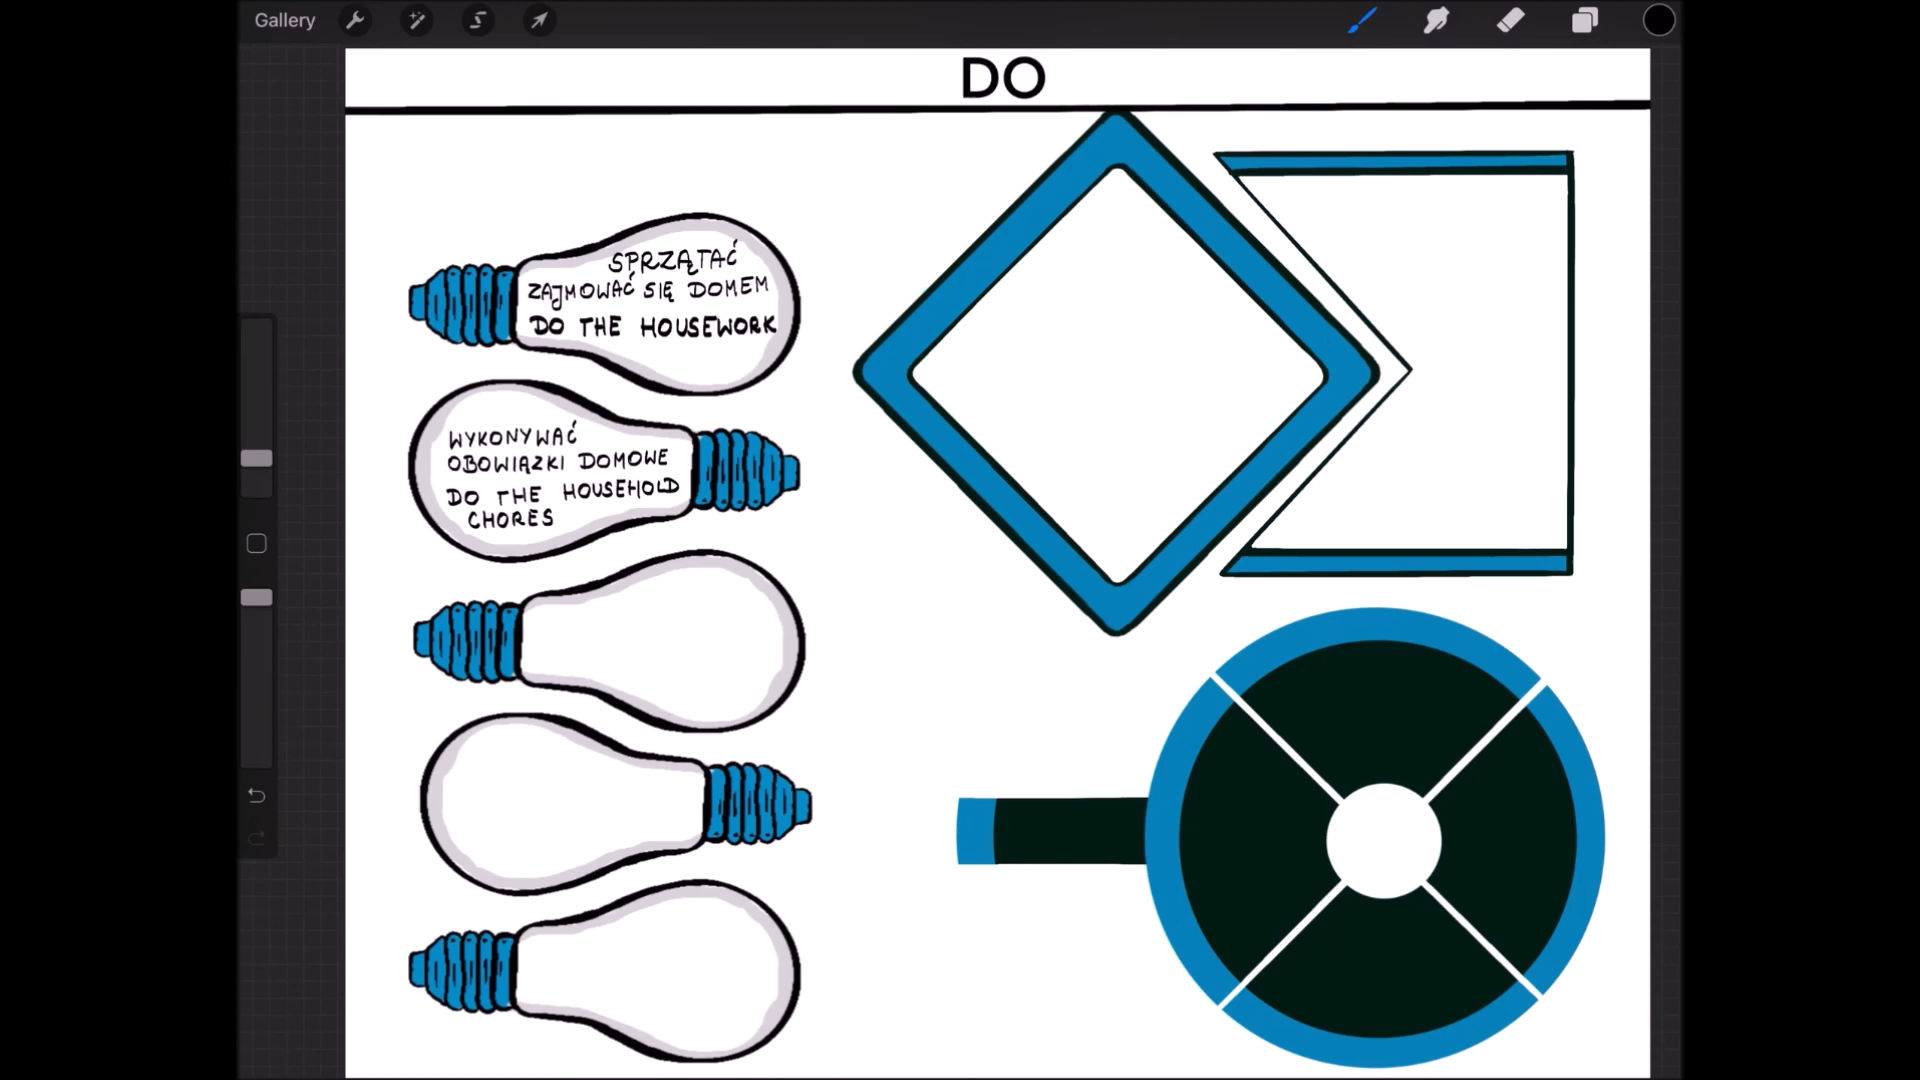 Gallery
DO
SPRZĄTAĆ
ZAJMOWAĆ SIĘ DOMEM
DO THE HOUSEWORK
WYKONYWAĆ
OBOWIĄZKI DOMOWE
DO THE HOUSEHOLD
CHORES